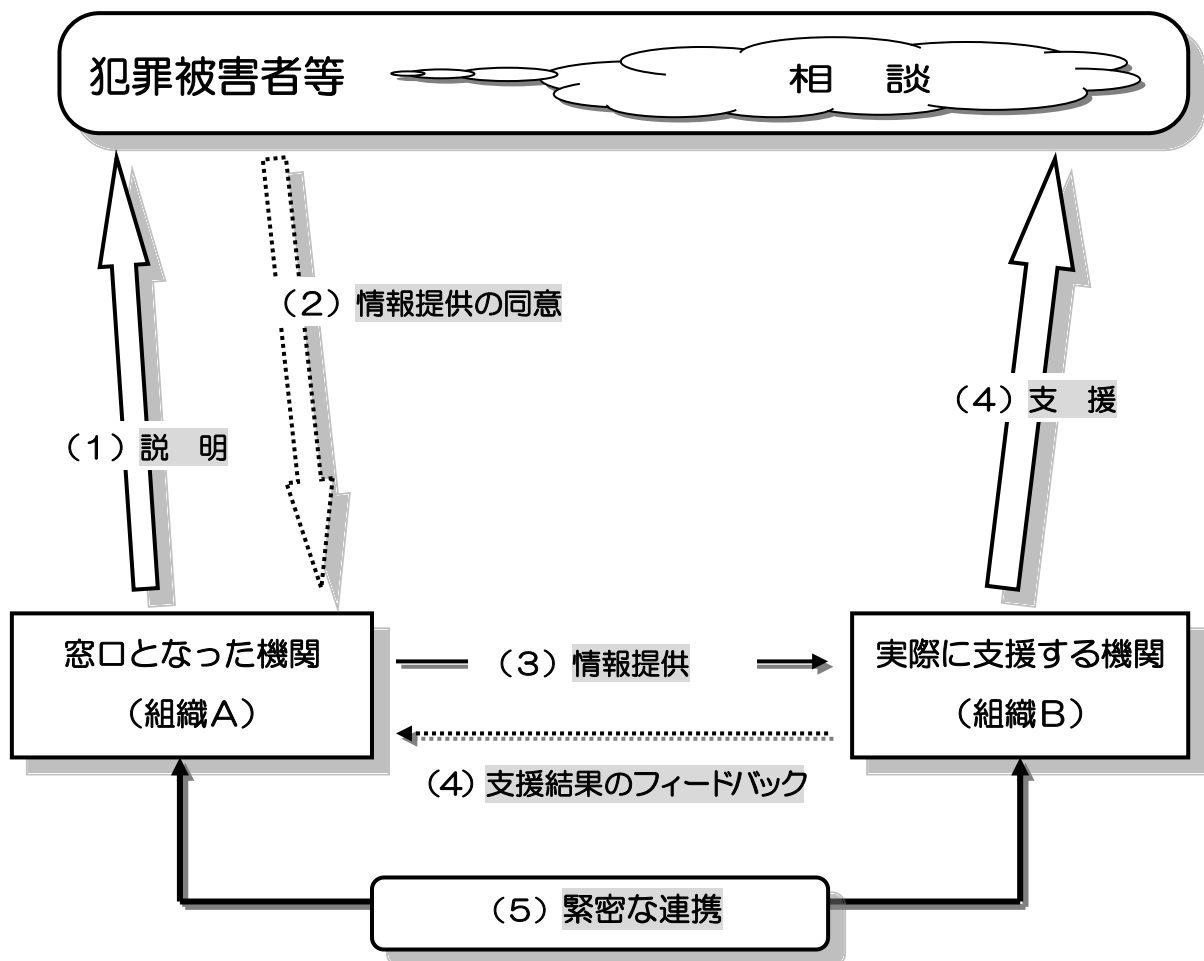 犯罪被害者等
相　談
（２）情報提供の同意
（４）支　援
（１）説　明
窓口となった機関
（組織Ａ）
（３）情報提供
実際に支援する機関
（組織Ｂ）
（４）支援結果のフィードバック
（５）緊密な連携